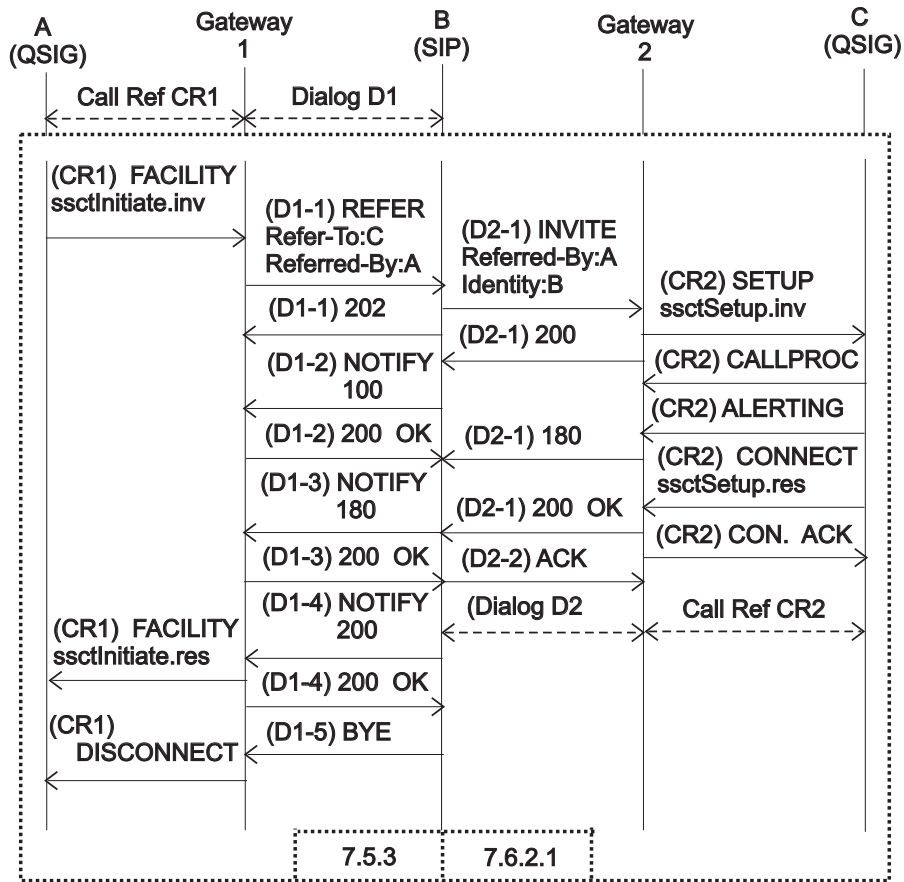 A
(QSIG)
Gateway
1
B
(SIP)
Gateway
2
C
(QSIG)
Call Ref CR1
Dialog D1
(CR1) FACILITY
ssctInitiate.inv
(D1-1) REFER
Refer-To:C
Referred-By:A
(D2-1) INVITE
Referred-By:A
Identity:B
(CR2) SETUP
ssctSetup.inv
(D1-1) 202
(D2-1) 200
(D1-2) NOTIFY
100
(CR2) CALLPROC
(CR2) ALERTING
(D1-2) 200 OK
(D2-1) 180
(CR2) CONNECT
ssctSetup.res
(D1-3) NOTIFY
180
(D2-1) 200 OK
(CR2) CON. ACK
(D1-3) 200 OK
(D2-2) ACK
(D1-4) NOTIFY
200
(Dialog D2
Call Ref CR2
(CR1) FACILITY
ssctInitiate.res
(D1-4) 200 OK
(CR1)
DISCONNECT
(D1-5) BYE
7.5.3
7.6.2.1